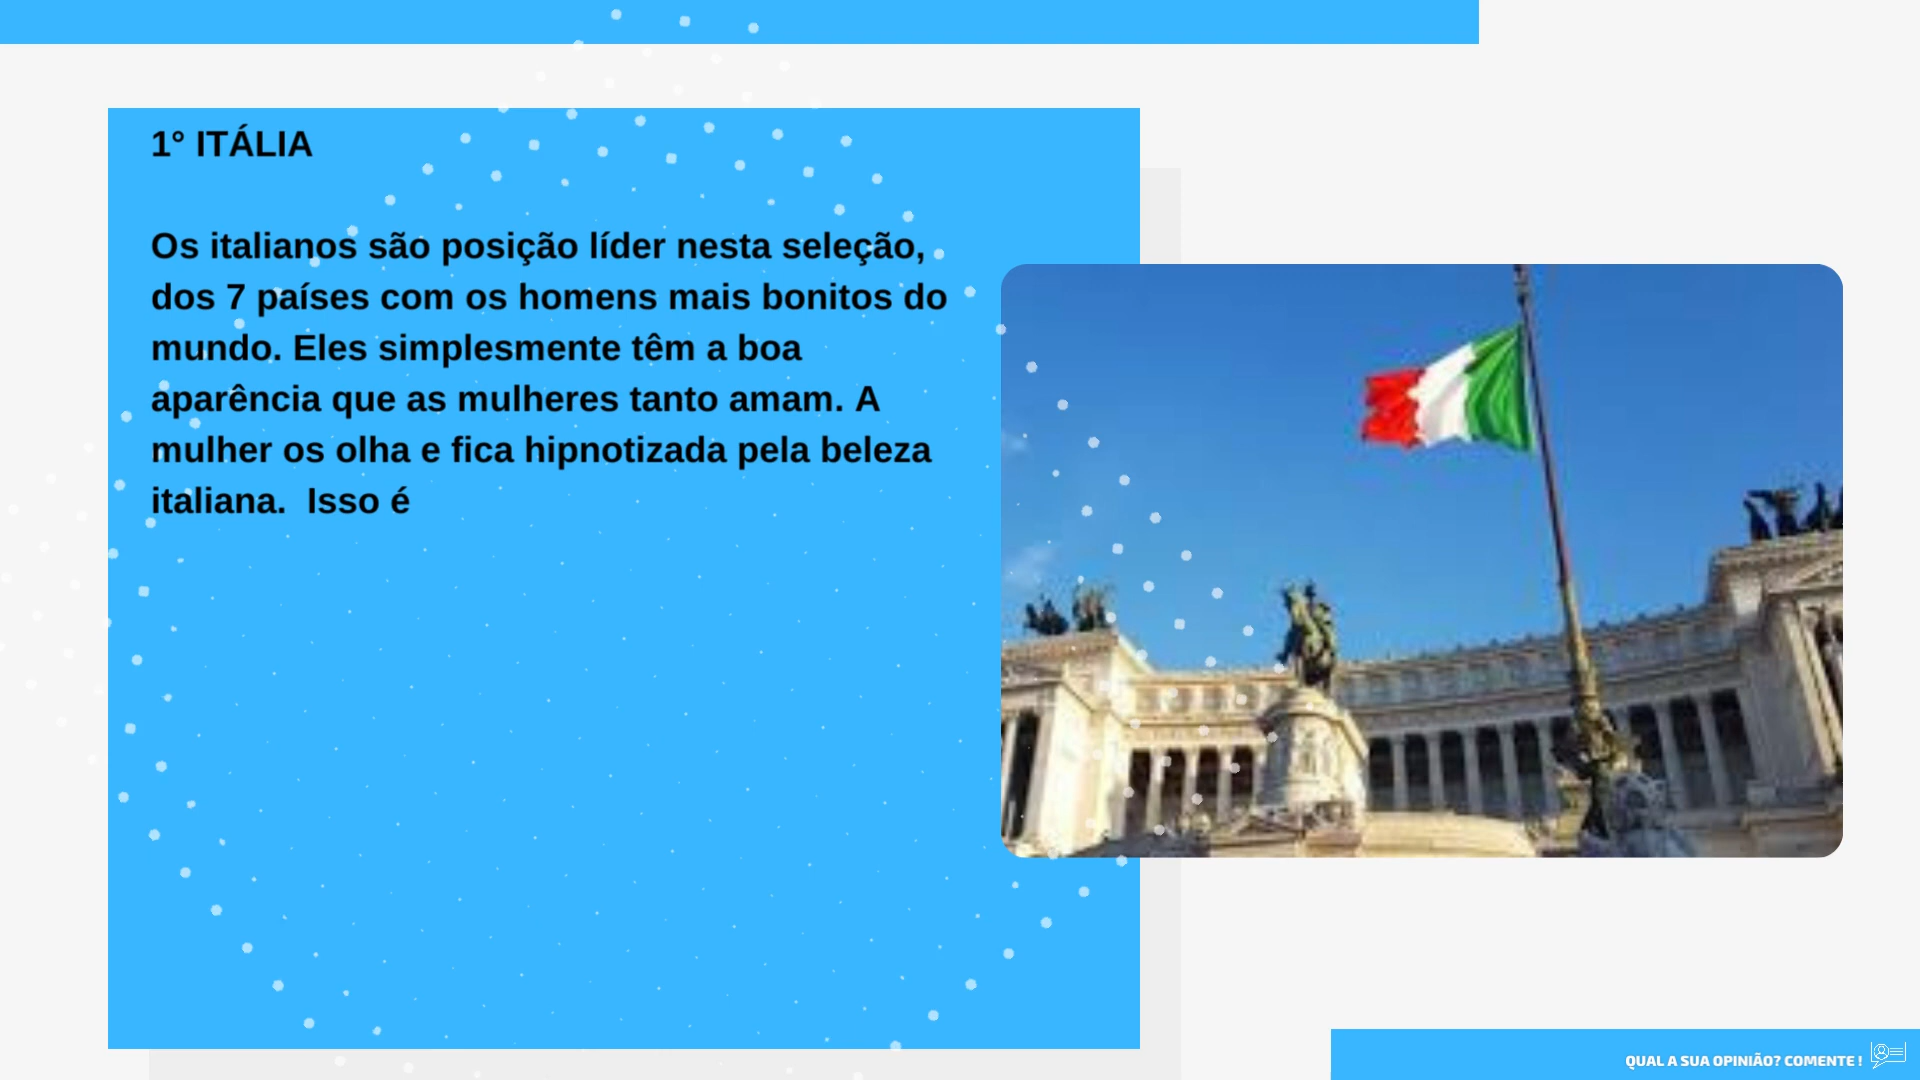 1° ITÁLIA
Os italianos são posição líder nesta seleção,
dos 7 países com os homens mais bonitos do
mundo. Eles simplesmente têm a boa
aparência que as mulheres tanto amam. A
mulher os olha e fica hipnotizada pela beleza
italiana.  Isso é
QUAL A SUA OPINIÃO? COMENTE !